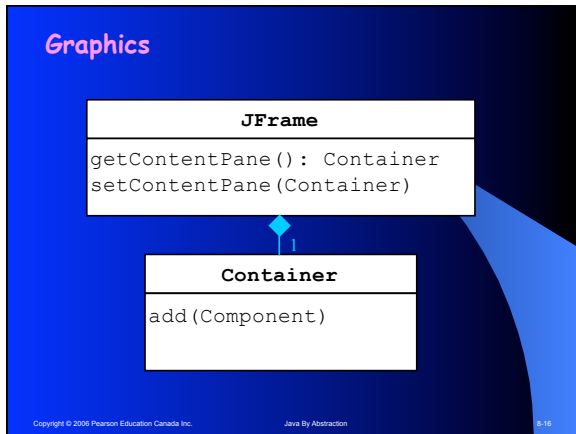 Graphics
JFrame
getContentPane(): Container
setContentPane(Container)
1
Container
add(Component)
Copyright © 2006 Pearson Education Canada Inc. Java By Abstraction 8-16